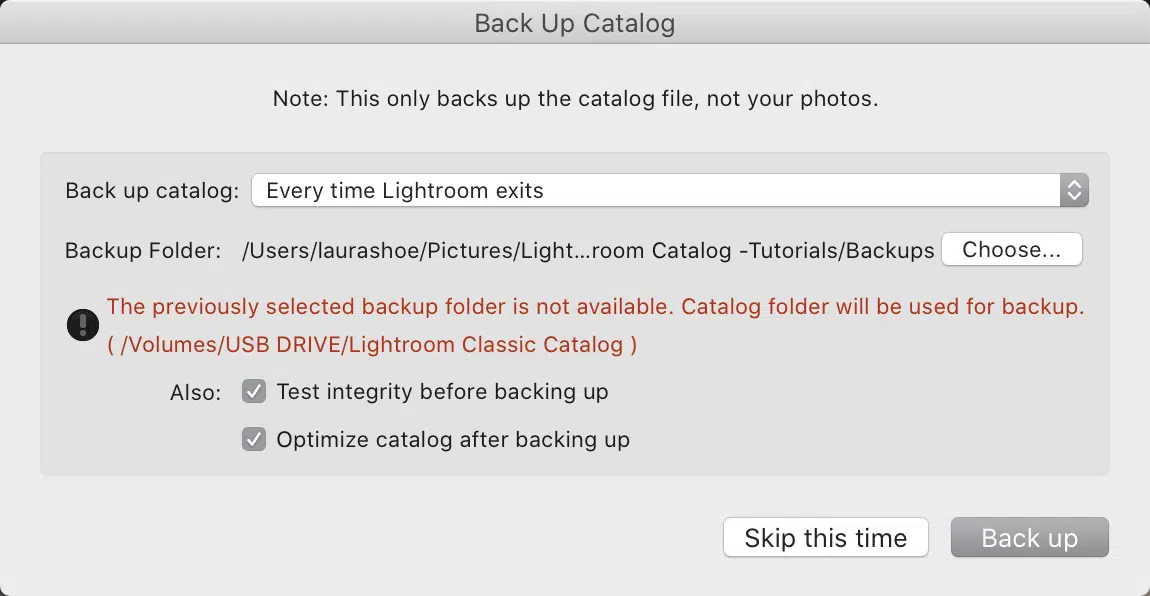 Back Up Catalog
Note: This only backs up the catalog file, not your photos.
Back up catalog: Every time Lightroom exits
Backup Folder: /Users/laurashoe/Pictures/Light...room Catalog -Tutorials/Backups Choose...
The previously selected backup folder is not available. Catalog folder will be used for backup.
( /Volumes/USB DRIVE/Lightroom Classic Catalog )
Also: Test integrity before backing up
Optimize catalog after backing up
Skip this time Back up